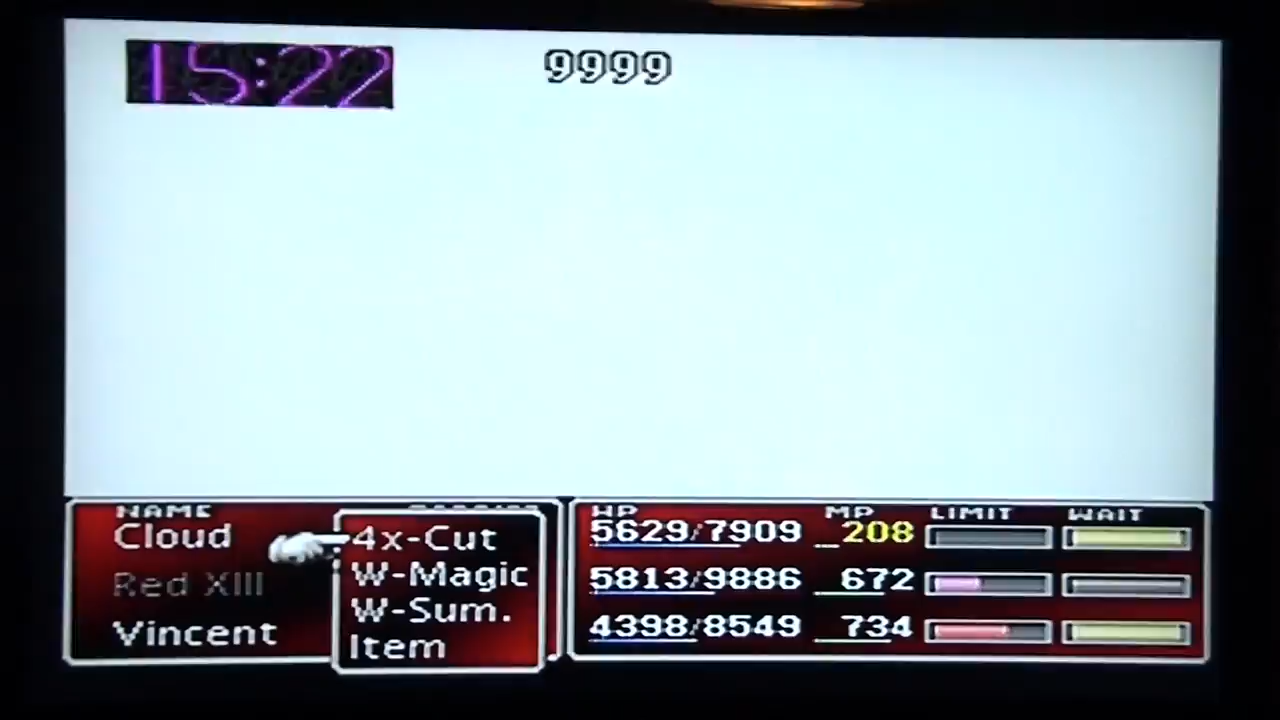 15:22 9999
NAME HP MP LIMIT WAIT
Cloud 4x-Cut 5629/7909 208
Red XIII W-Magic 5813/9886 672
W-Sum.
Vincent Item 4398/8549 734